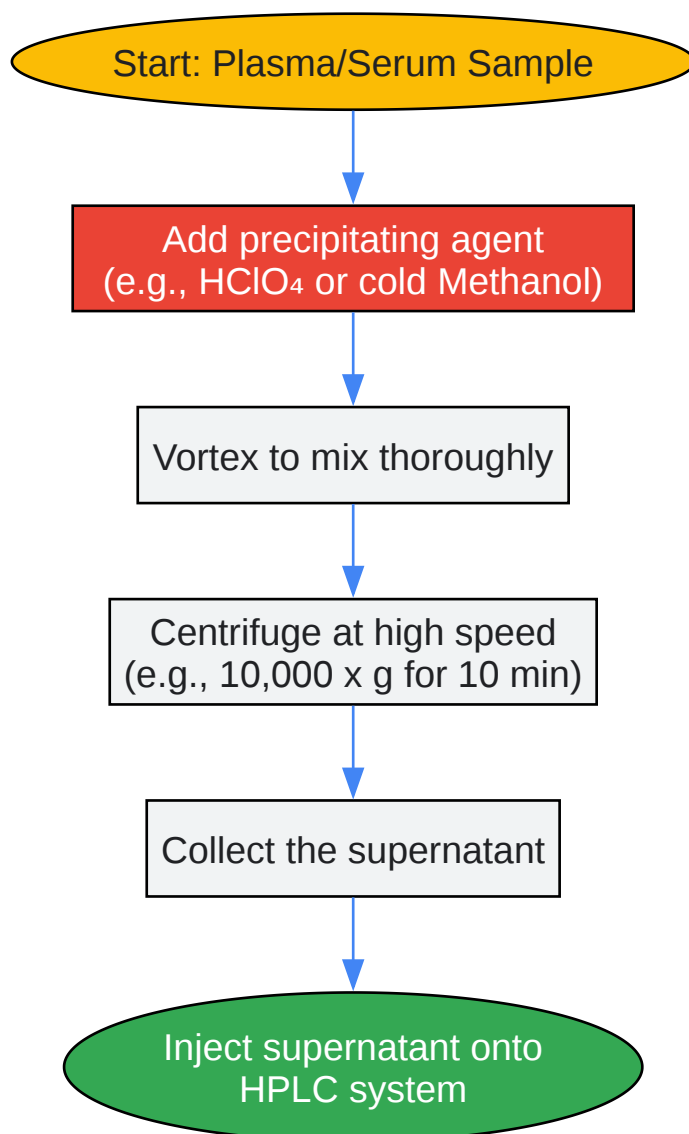 Start: Plasma/Serum Sample
Add precipitating agent
(e.g., HClO₄ or cold Methanol)
Vortex to mix thoroughly
Centrifuge at high speed
(e.g., 10,000 x g for 10 min)
Collect the supernatant
Inject supernatant onto
HPLC system